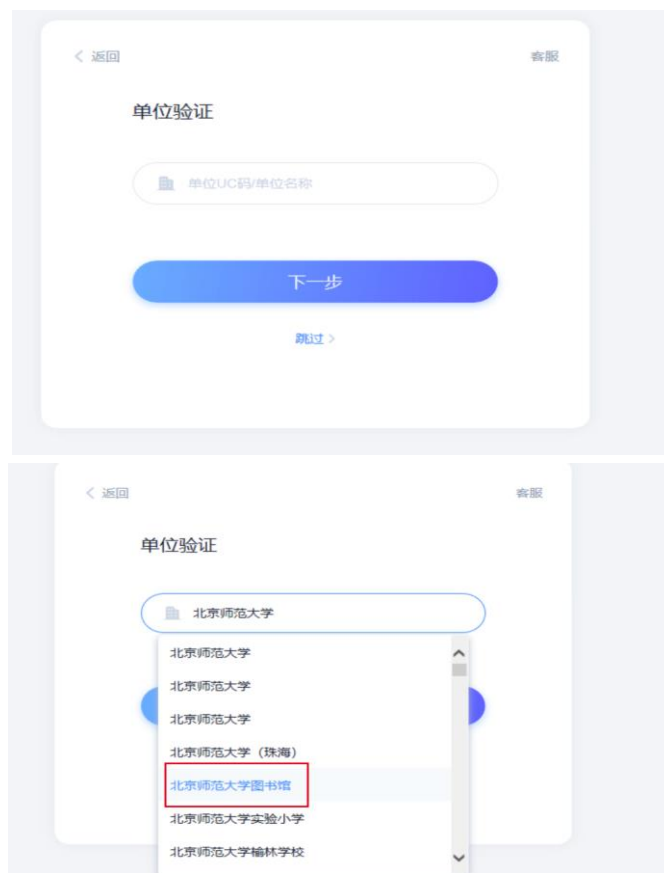 < 返回
客服
单位验证
单位UC码/单位名称
下一步
跳过 >
< 返回
客服
单位验证
北京师范大学
北京师范大学
北京师范大学
北京师范大学
北京师范大学（珠海）
北京师范大学图书馆
北京师范大学实验小学
北京师范大学榆林学校